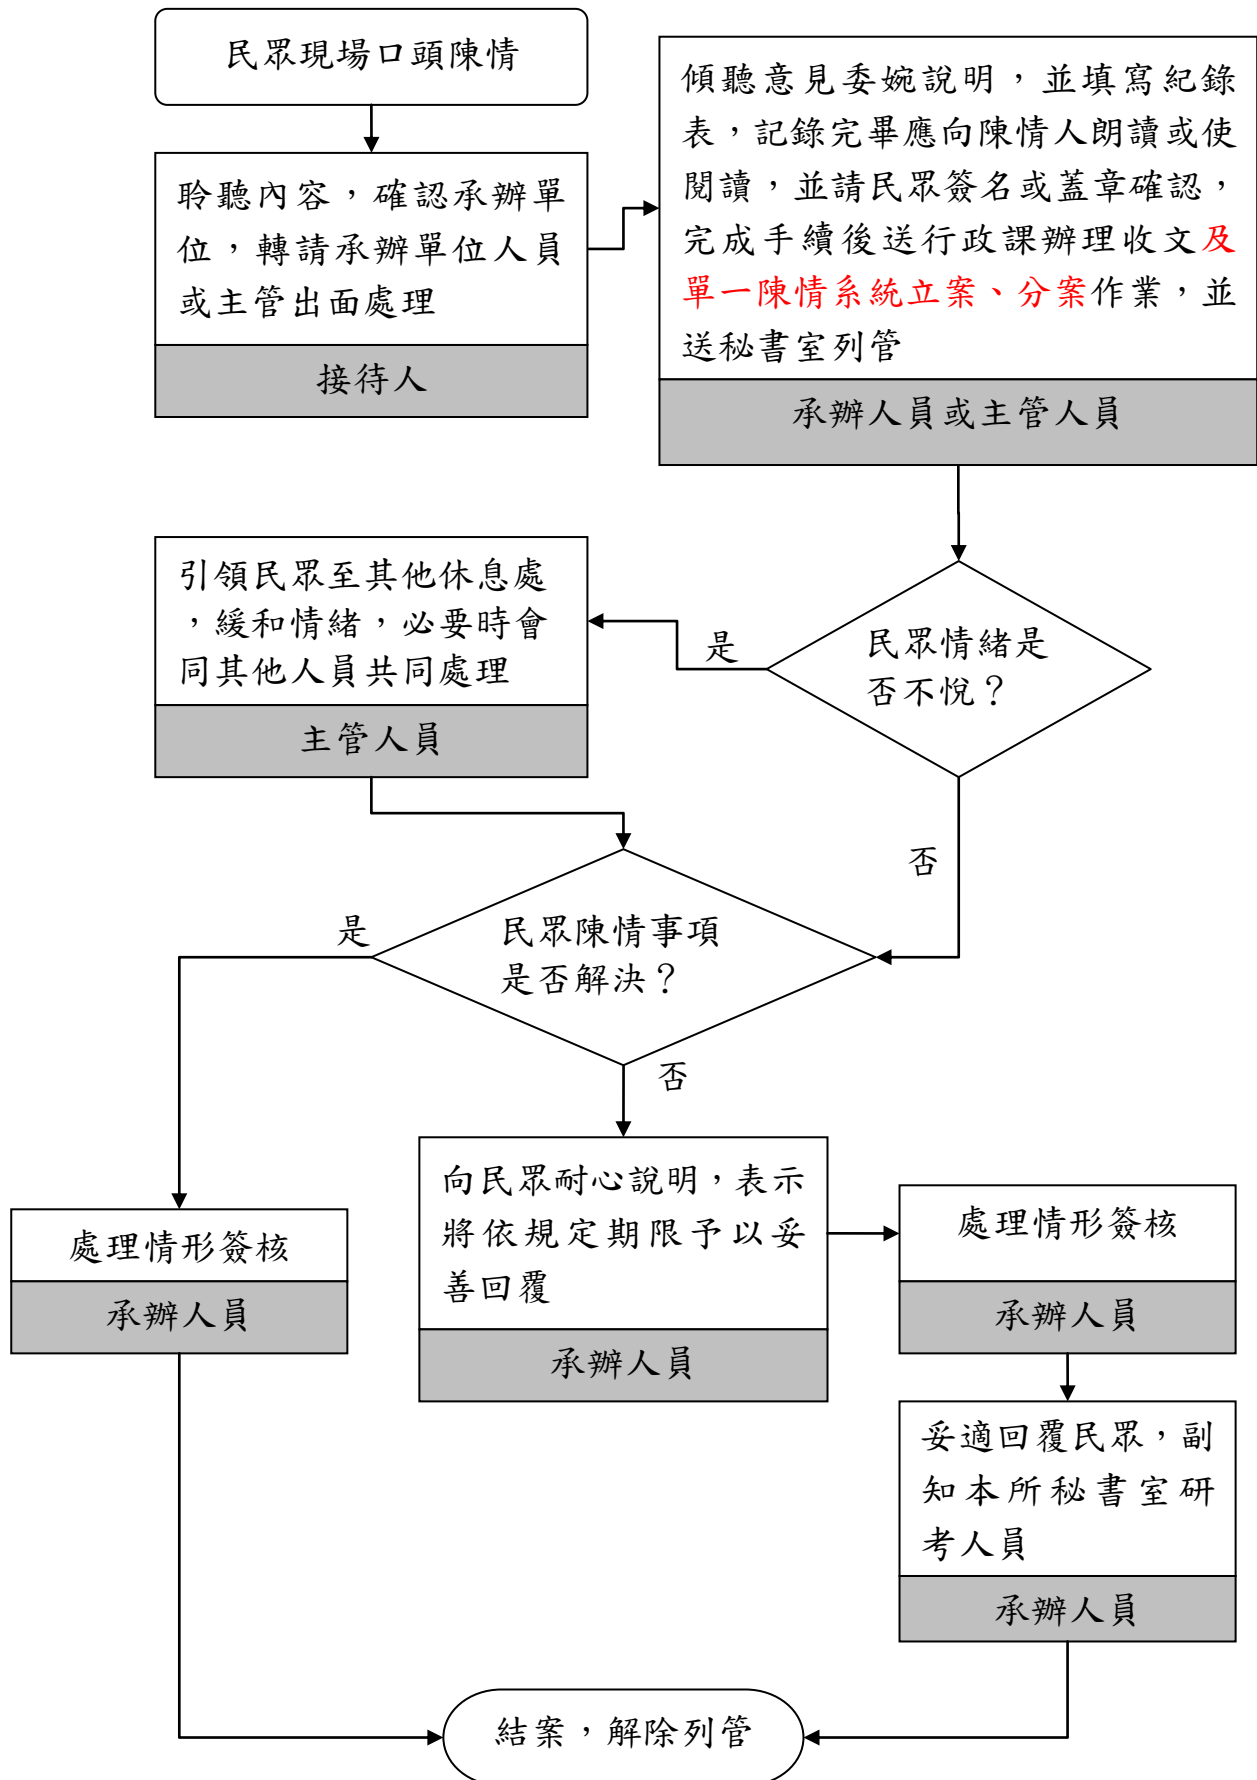 民眾現場口頭陳情
聆聽內容，確認承辦單
位，轉請承辦單位人員
或主管出面處理
接待人
傾聽意見委婉說明，並填寫紀錄
表，記錄完畢應向陳情人朗讀或使
閱讀，並請民眾簽名或蓋章確認，
完成手續後送行政課辦理收文及
單一陳情系統立案、分案作業，並
送秘書室列管
承辦人員或主管人員
民眾情緒是
否不悅？
是
否
引領民眾至其他休息處
，緩和情緒，必要時會
同其他人員共同處理
主管人員
民眾陳情事項
是否解決？
是
否
處理情形簽核
承辦人員
向民眾耐心說明，表示
將依規定期限予以妥
善回覆
承辦人員
處理情形簽核
承辦人員
妥適回覆民眾，副
知本所秘書室研
考人員
承辦人員
結案，解除列管